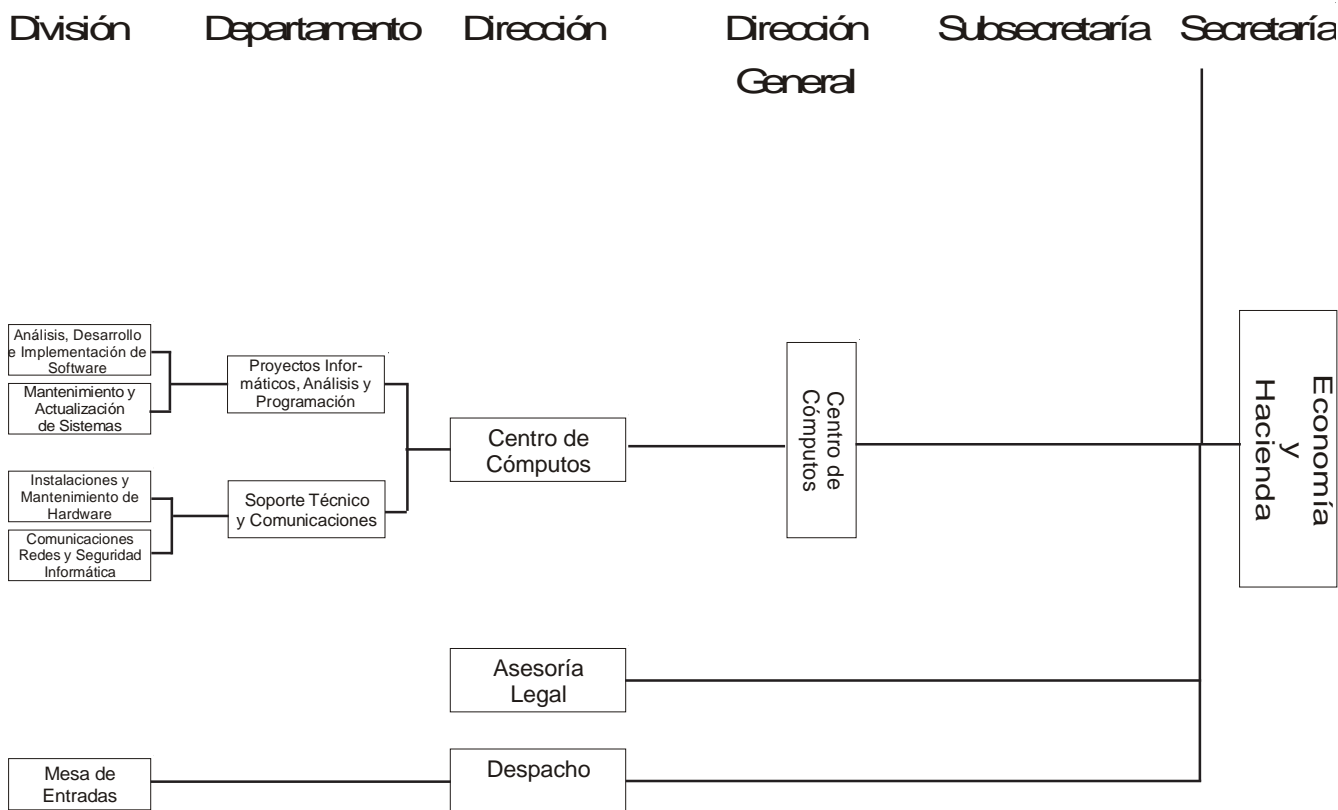 División
Departamento
Dirección
Dirección
General
Subsecretaría
Secretaría
Análisis, Desarrollo
e Implementación de
Software
Mantenimiento y
Actualización
de Sistemas
Proyectos Infor-
máticos, Análisis y
Programación
Instalaciones y
Mantenimiento de
Hardware
Comunicaciones
Redes y Seguridad
Informática
Soporte Técnico
y Comunicaciones
Centro de
Cómputos
Centro de
Cómputos
Economía
y
Hacienda
Asesoría
Legal
Mesa de
Entradas
Despacho